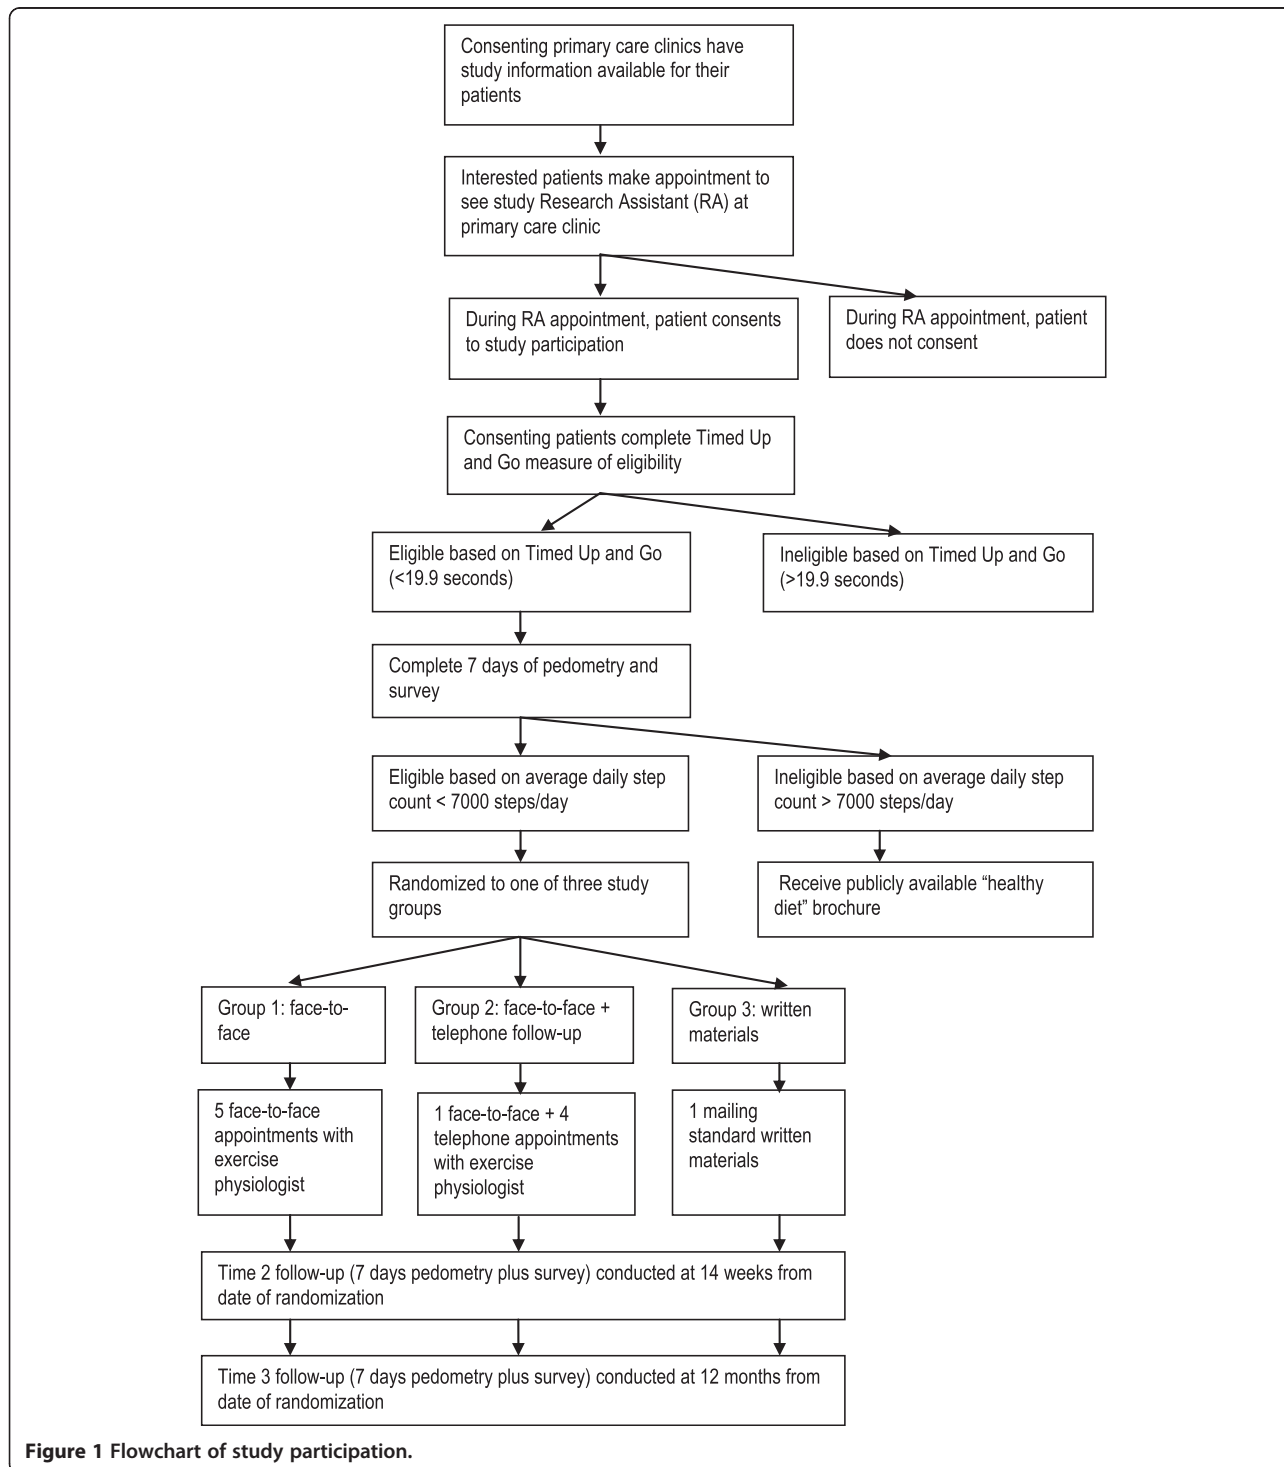 Consenting primary care clinics have
study information available for their
patients
Interested patients make appointment to
see study Research Assistant (RA) at
primary care clinic
During RA appointment, patient consents
to study participation
During RA appointment, patient
does not consent
Consenting patients complete Timed Up
and Go measure of eligibility
Eligible based on Timed Up and Go
(<19.9 seconds)
Ineligible based on Timed Up and Go
(>19.9 seconds)
Complete 7 days of pedometry and
survey
Eligible based on average daily step
count < 7000 steps/day
Ineligible based on average daily step
count > 7000 steps/day
Randomized to one of three study
groups
Receive publicly available “healthy
diet” brochure
Group 1: face-to-
face
Group 2: face-to-face +
telephone follow-up
Group 3: written
materials
5 face-to-face
appointments with
exercise
physiologist
1 face-to-face + 4
telephone appointments
with exercise
physiologist
1 mailing
standard written
materials
Time 2 follow-up (7 days pedometry plus survey) conducted at 14 weeks from
date of randomization
Time 3 follow-up (7 days pedometry plus survey) conducted at 12 months from
date of randomization
Figure 1 Flowchart of study participation.